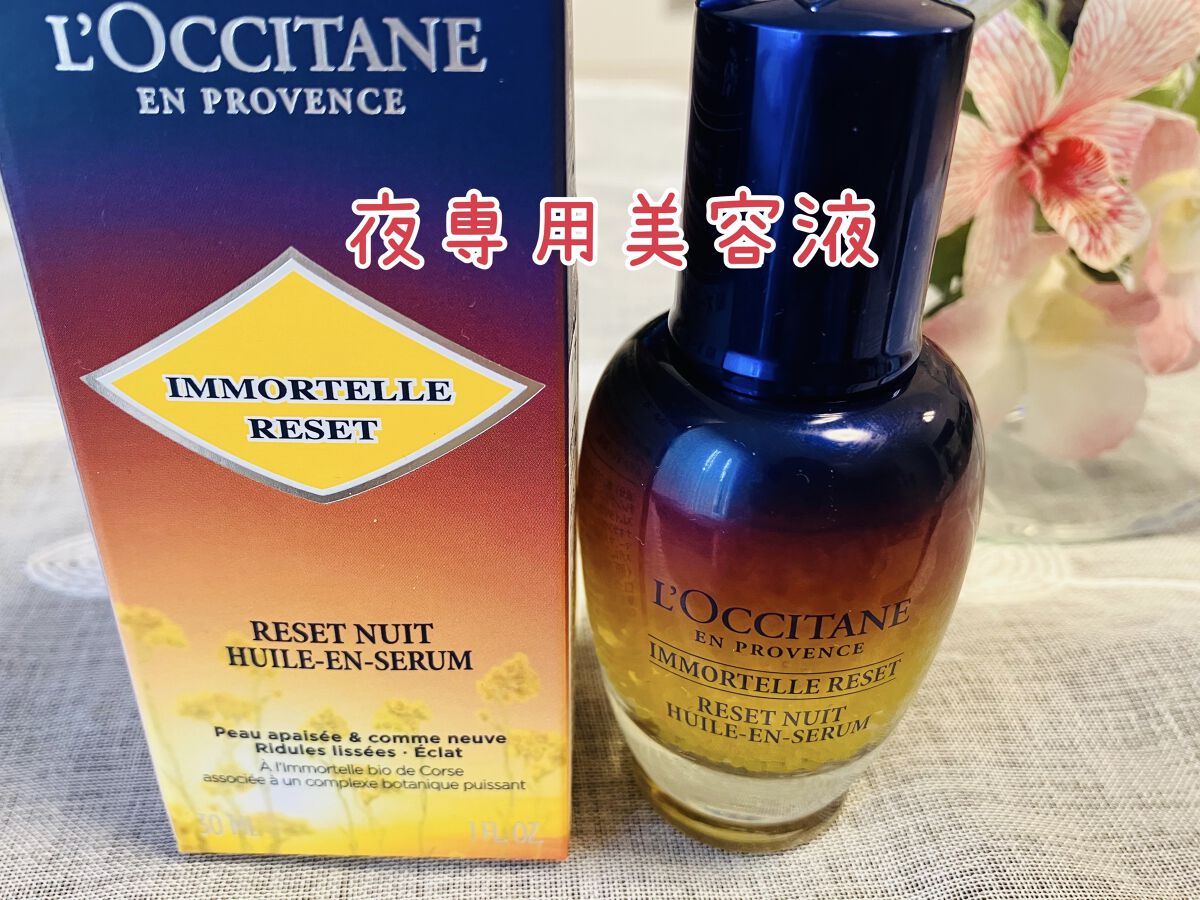 L'OCCITANE
EN PROVENCE
夜専用美容液
IMMORTELLE
RESET
RESET NUIT
HUILE-EN-SERUM
Peau apaisée & comme neuve
Ridules lissées · Éclat
À l'Immortelle bio de Corse
associée à un complexe botanique puissant
30 ML
1 FL. OZ.
L'OCCITANE
EN PROVENCE
IMMORTELLE RESET
RESET NUIT
HUILE-EN-SERUM